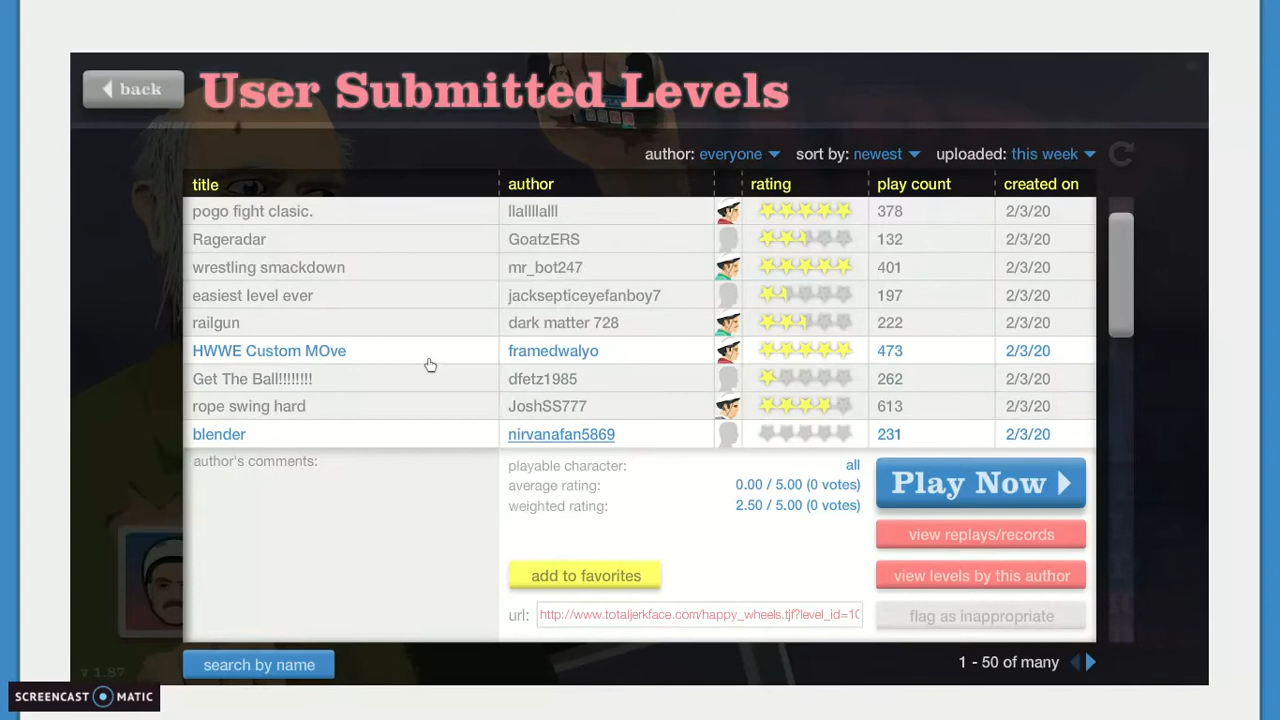 back
User Submitted Levels
author: everyone sort by: newest uploaded: this week
title author rating play count created on
pogo fight clasic. llallllalll 378 2/3/20
Rageradar GoatzERS 132 2/3/20
wrestling smackdown mr_bot247 401 2/3/20
easiest level ever jacksepticeyefanboy7 197 2/3/20
railgun dark matter 728 222 2/3/20
HWWE Custom MOve framedwalyo 473 2/3/20
Get The Ball!!!!!!!! dfetz1985 262 2/3/20
rope swing hard JoshSS777 613 2/3/20
blender nirvanafan5869 231 2/3/20
author's comments:
playable character: all
average rating: 0.00 / 5.00 (0 votes)
weighted rating: 2.50 / 5.00 (0 votes)
Play Now
view replays/records
add to favorites
view levels by this author
url: http://www.totaljerkface.com/happy_wheels.tjf?level_id=10
flag as inappropriate
search by name
1 - 50 of many
v 1.87
SCREENCAST MATIC